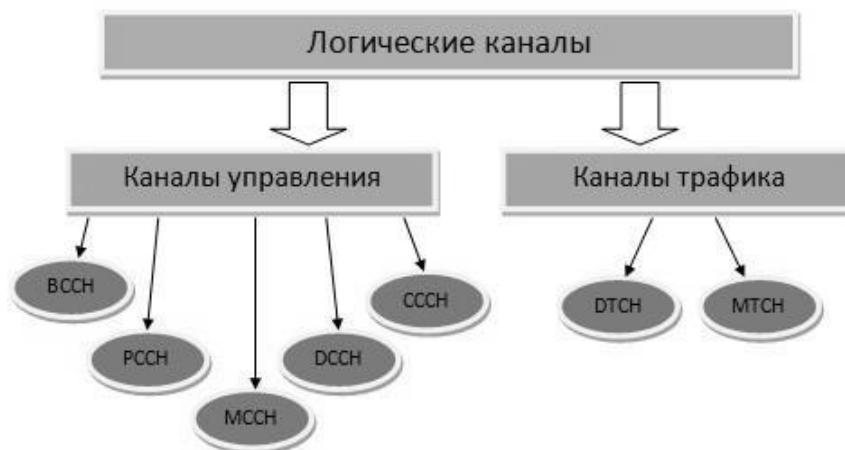 Логические каналы
Каналы управления
Каналы трафика
BCCH
PCCH
MCCH
DCCH
CCCH
DTCH
MTCH